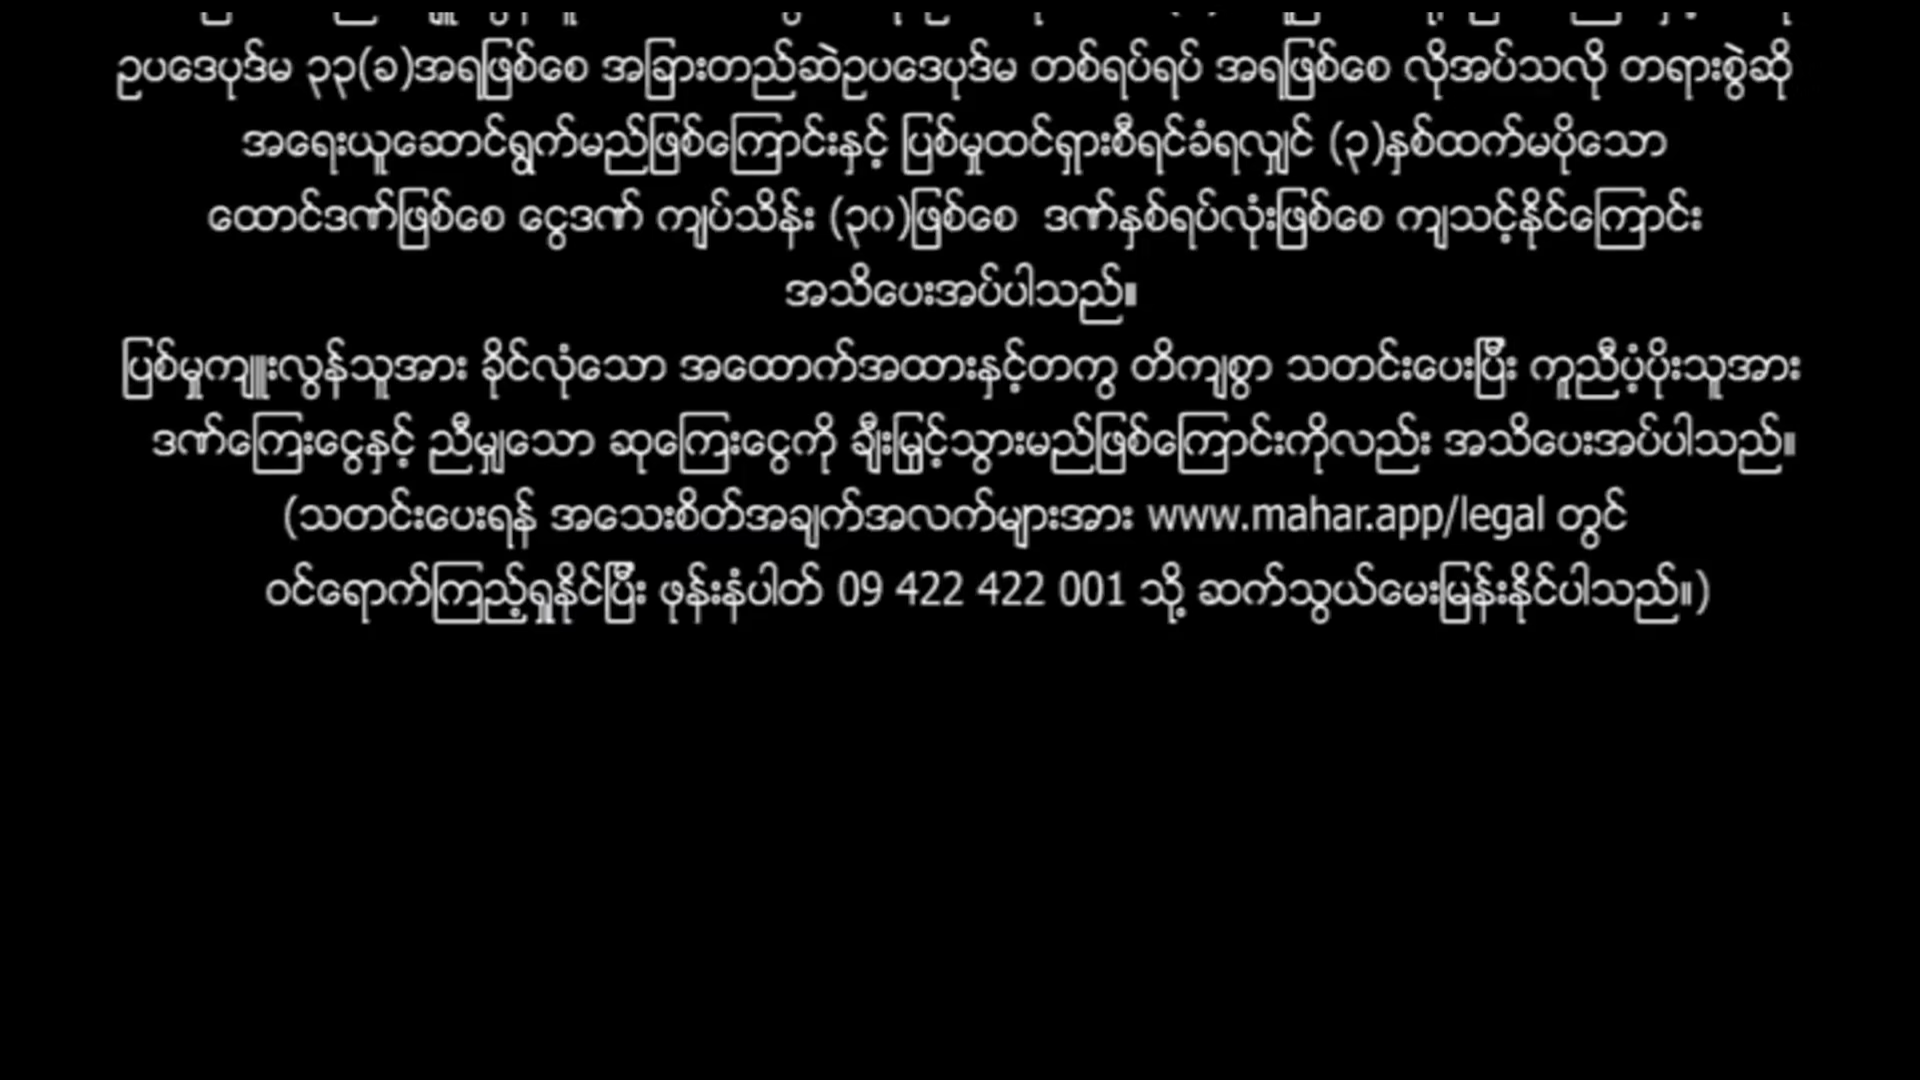 ဥပဒေပုဒ်မ ၃၃(ခ)အရဖြစ်စေ အခြားတည်ဆဲဥပဒေပုဒ်မ တစ်ရပ်ရပ် အရဖြစ်စေ လိုအပ်သလို တရားစွဲဆို
အရေးယူဆောင်ရွက်မည်ဖြစ်ကြောင်းနှင့် ပြစ်မှုထင်ရှားစီရင်ခံရလျှင် (၃)နှစ်ထက်မပိုသော
ထောင်ဒဏ်ဖြစ်စေ ငွေဒဏ် ကျပ်သိန်း (၃၀)ဖြစ်စေ ဒဏ်နှစ်ရပ်လုံးဖြစ်စေ ကျသင့်နိုင်ကြောင်း
အသိပေးအပ်ပါသည်။
ပြစ်မှုကျူးလွန်သူအား ခိုင်လုံသော အထောက်အထားနှင့်တကွ တိကျစွာ သတင်းပေးပြီး ကူညီပံ့ပိုးသူအား
ဒဏ်ကြေးငွေနှင့် ညီမျှသော ဆုကြေးငွေကို ချီးမြှင့်သွားမည်ဖြစ်ကြောင်းကိုလည်း အသိပေးအပ်ပါသည်။
(သတင်းပေးရန် အသေးစိတ်အချက်အလက်များအား www.mahar.app/legal တွင်
ဝင်ရောက်ကြည့်ရှုနိုင်ပြီး ဖုန်းနံပါတ် 09 422 422 001 သို့ ဆက်သွယ်မေးမြန်းနိုင်ပါသည်။)